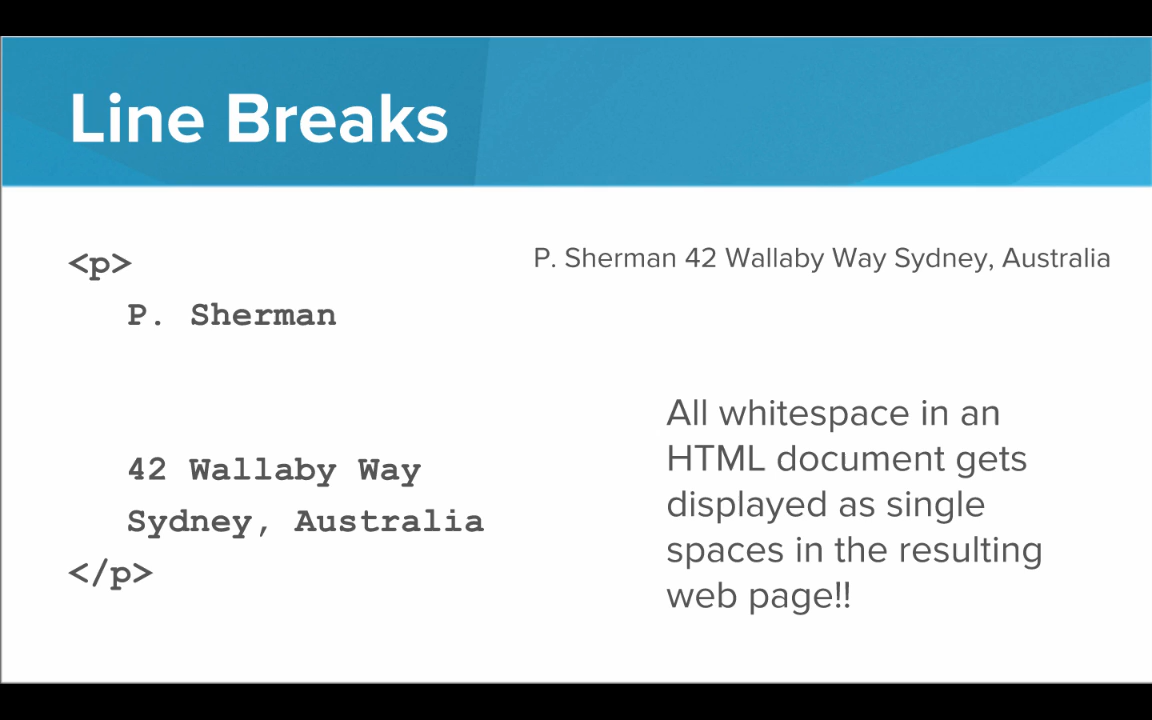 Line Breaks
<p>
P. Sherman
42 Wallaby Way
Sydney, Australia
</p>
P. Sherman 42 Wallaby Way Sydney, Australia
All whitespace in an
HTML document gets
displayed as single
spaces in the resulting
web page!!